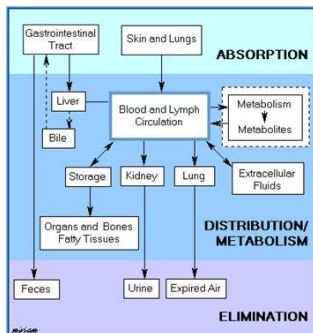 Gastrointestinal
Tract
Skin and Lungs
ABSORPTION
Liver
Blood and Lymph
Circulation
Metabolism
Metabolites
Bile
Storage
Kidney
Lung
Extracellular
Fluids
Organs and Bones
Fatty Tissues
DISTRIBUTION/
METABOLISM
Feces
Urine
Expired Air
ELIMINATION